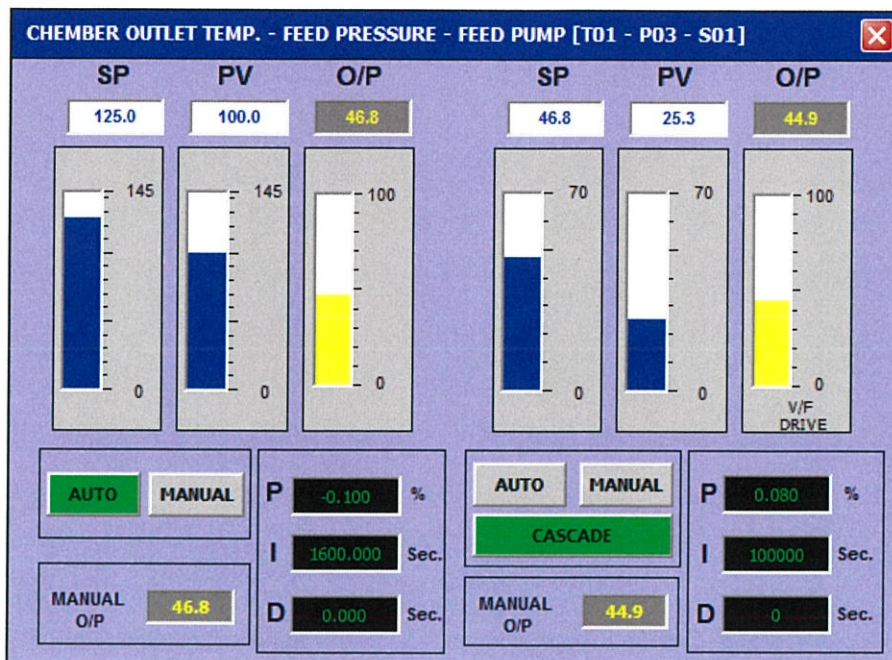 CHEMBER OUTLET TEMP. - FEED PRESSURE - FEED PUMP [T01 - P03 - S01]
SP PV O/P SP PV O/P
125.0 100.0 46.8 46.8 25.3 44.9
145 145 100 70 70 100
0 0 0 0 0 0
V/F
DRIVE
AUTO MANUAL
P -0.100 %
I 1600.000 Sec.
D 0.000 Sec.
MANUAL
O/P
46.8
AUTO MANUAL
CASCADE
P 0.080 %
I 100000 Sec.
D 0 Sec.
MANUAL
O/P
44.9